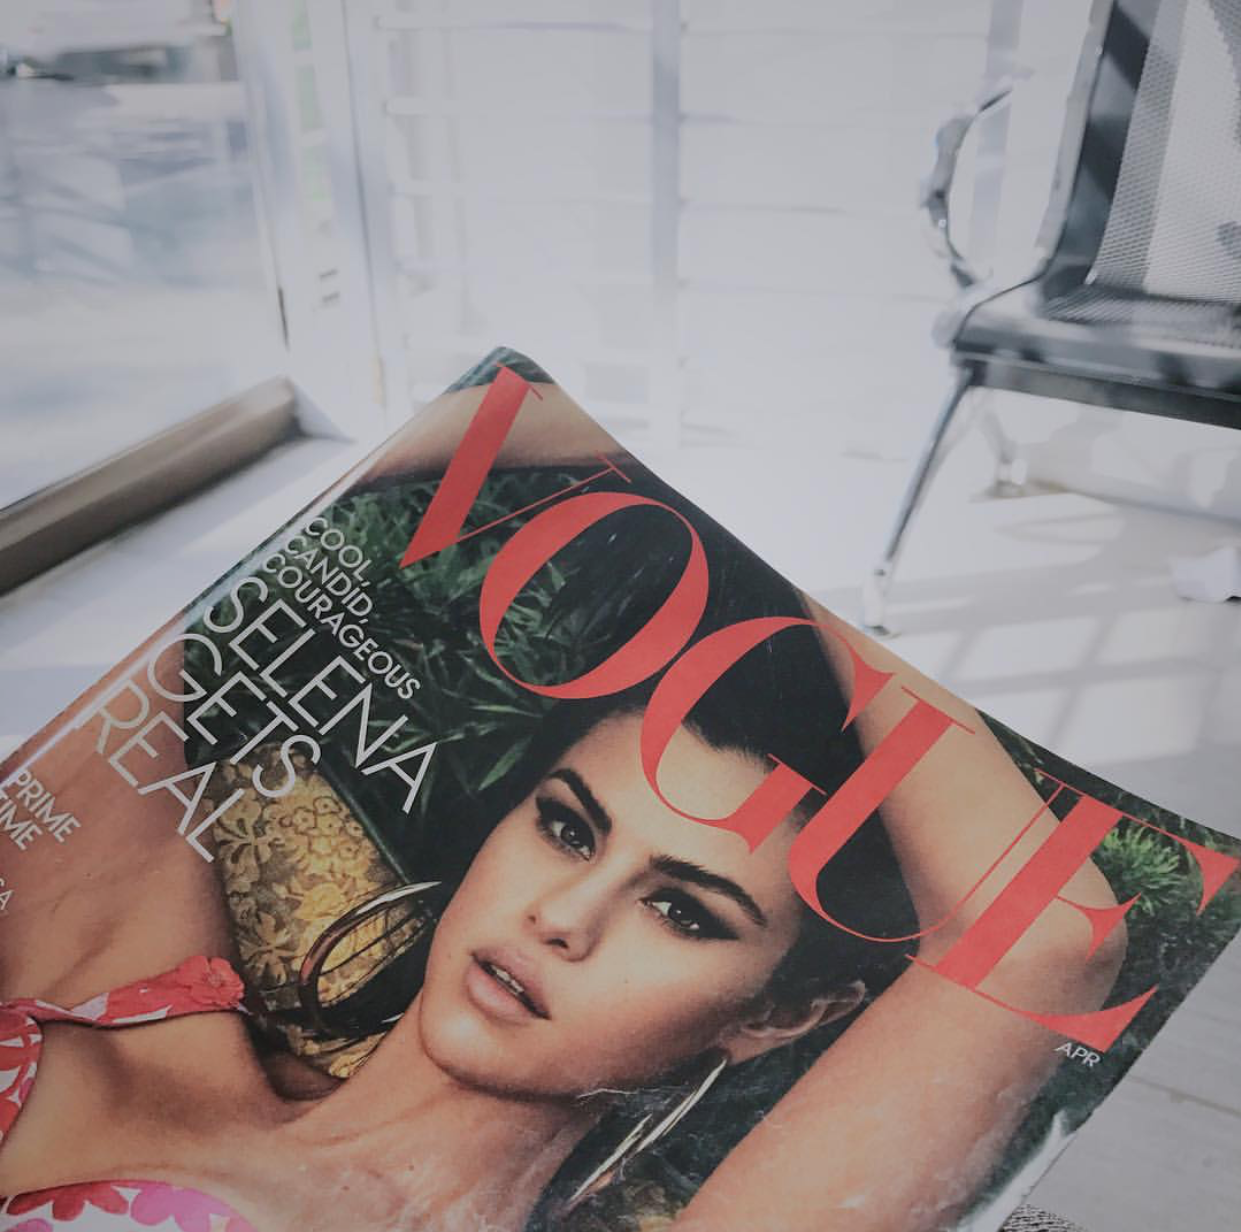 VOGUE
APR
COOL,
CANDID,
COURAGEOUS
SELENA
GETS
REAL
PRIME
TIME